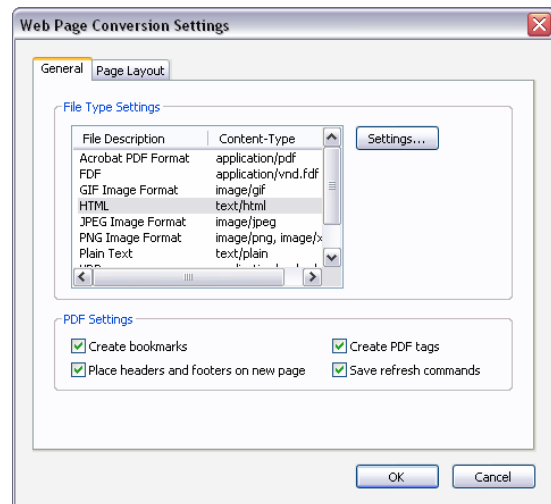 Web Page Conversion Settings
General Page Layout
File Type Settings
File Description Content-Type
Settings...
Acrobat PDF Format application/pdf
FDF application/vnd.fdf
GIF Image Format image/gif
HTML text/html
JPEG Image Format image/jpeg
PNG Image Format image/png, image/x
Plain Text text/plain
PDF Settings
Create bookmarks Create PDF tags
Place headers and footers on new page Save refresh commands
OK Cancel